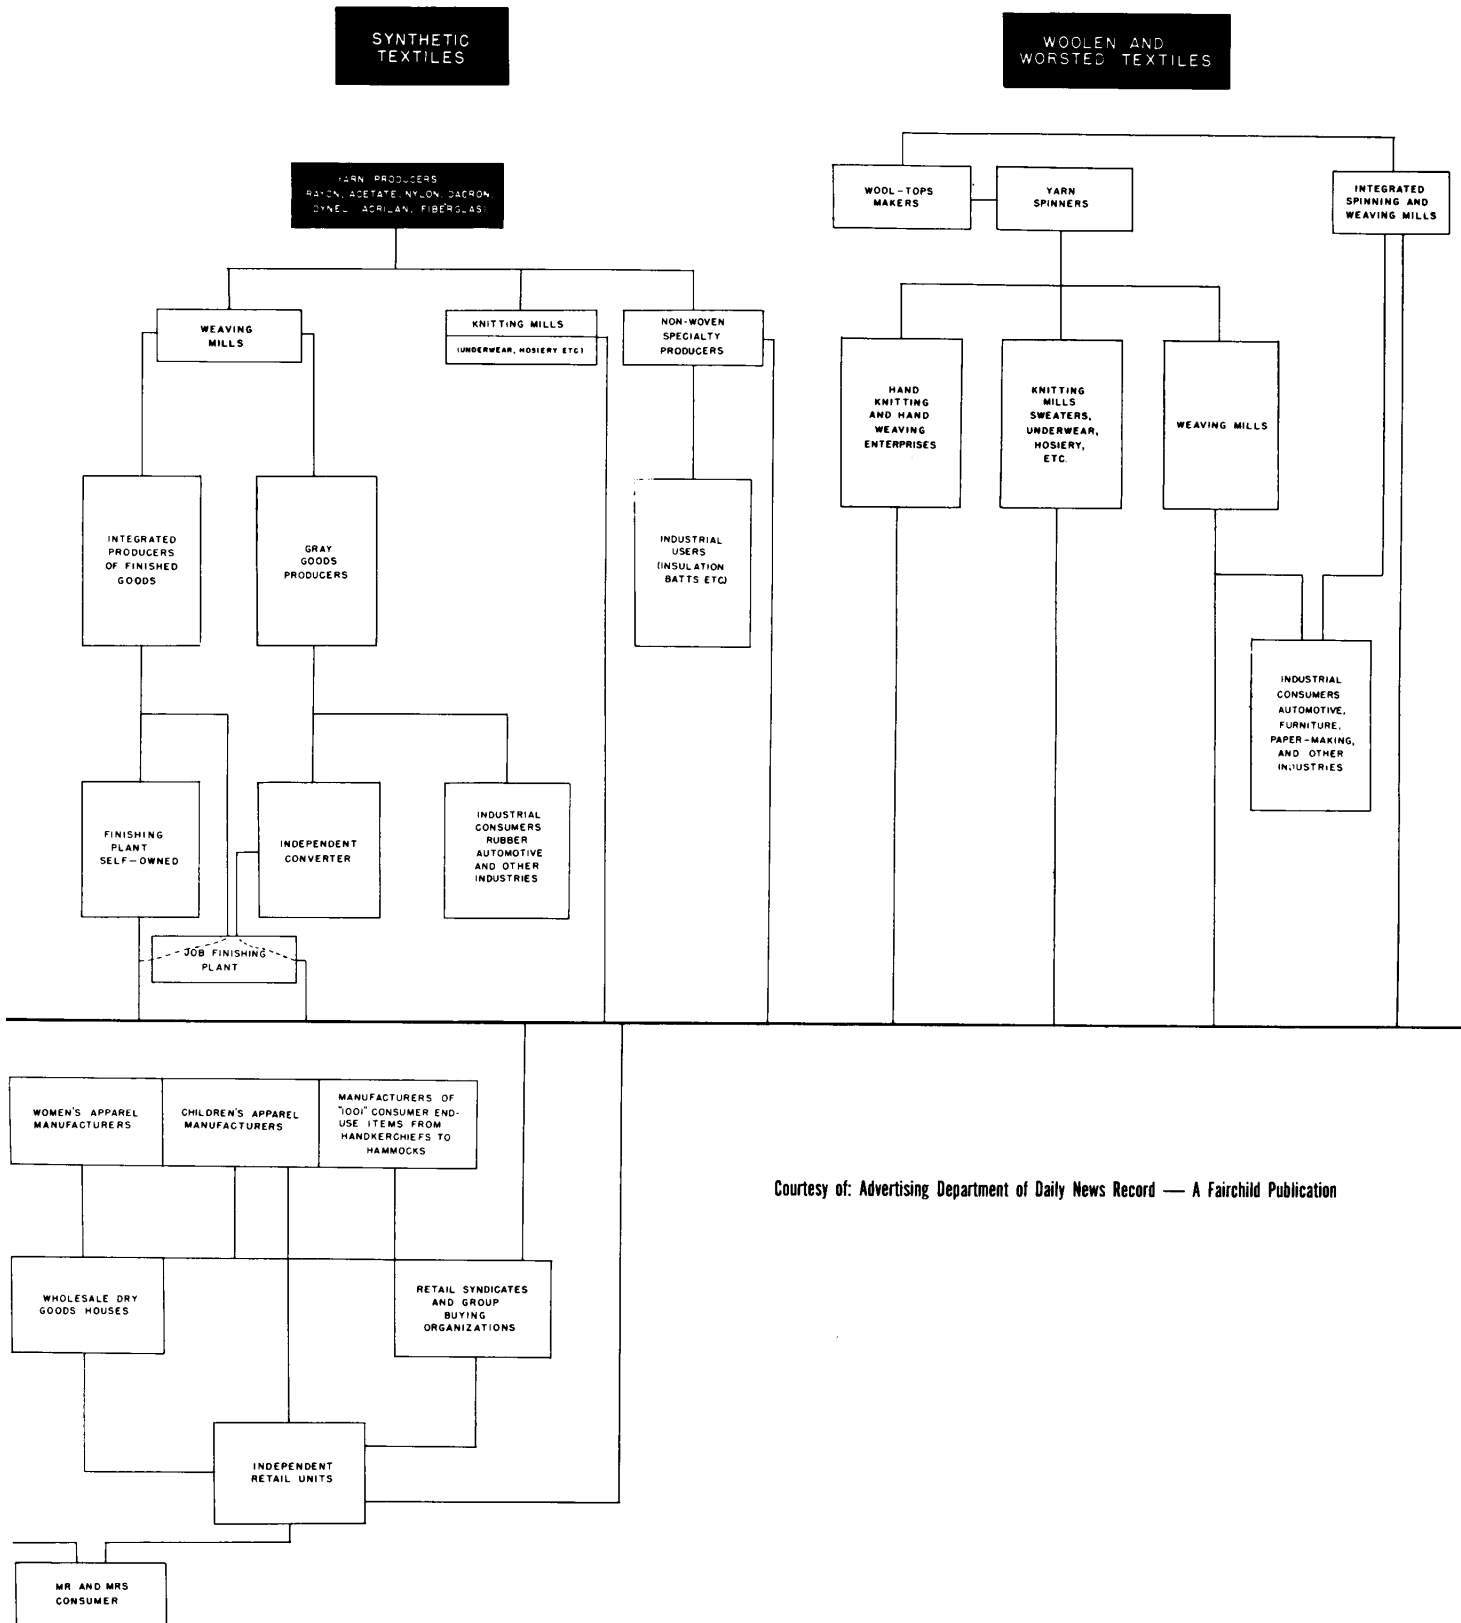 SYNTHETIC
TEXTILES
WOOLEN AND
WORSTED TEXTILES
YARN PRODUCERS
RAYON, ACETATE, NYLON, DACRON,
DYNEL, ACRILAN, FIBERGLAS)
WOOL-TOPS
MAKERS
YARN
SPINNERS
INTEGRATED
SPINNING AND
WEAVING MILLS
WEAVING
MILLS
KNITTING MILLS
(UNDERWEAR, HOSIERY ETC)
NON-WOVEN
SPECIALTY
PRODUCERS
HAND
KNITTING
AND HAND
WEAVING
ENTERPRISES
KNITTING
MILLS
SWEATERS,
UNDERWEAR,
HOSIERY,
ETC.
WEAVING MILLS
INTEGRATED
PRODUCERS
OF FINISHED
GOODS
GRAY
GOODS
PRODUCERS
INDUSTRIAL
USERS
(INSULATION
BATTS ETC)
INDUSTRIAL
CONSUMERS
AUTOMOTIVE,
FURNITURE,
PAPER-MAKING,
AND OTHER
INDUSTRIES
FINISHING
PLANT
SELF-OWNED
INDEPENDENT
CONVERTER
INDUSTRIAL
CONSUMERS
RUBBER
AUTOMOTIVE
AND OTHER
INDUSTRIES
JOB FINISHING
PLANT
WOMEN'S APPAREL
MANUFACTURERS
CHILDREN'S APPAREL
MANUFACTURERS
MANUFACTURERS OF
"1001" CONSUMER END-
USE ITEMS FROM
HANDKERCHIEFS TO
HAMMOCKS
Courtesy of: Advertising Department of Daily News Record — A Fairchild Publication
WHOLESALE DRY
GOODS HOUSES
RETAIL SYNDICATES
AND GROUP
BUYING
ORGANIZATIONS
INDEPENDENT
RETAIL UNITS
MR AND MRS
CONSUMER